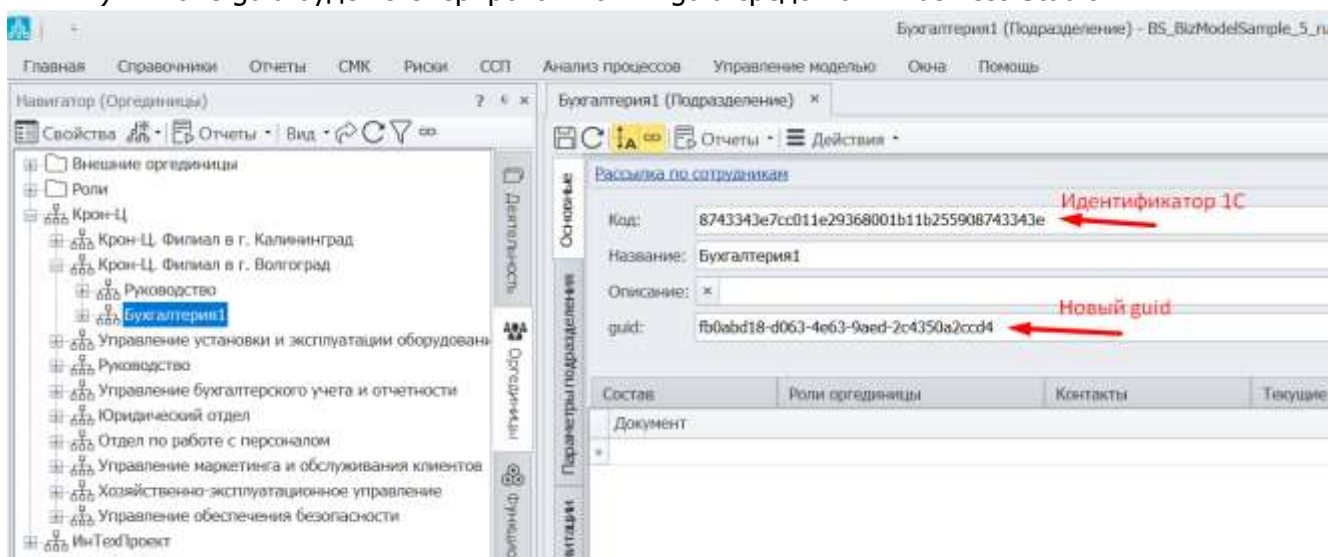 Бухгалтерия1 (Подразделение) - BS_BizModelSample_5_ru
Главная Справочники Отчеты СМК Риски ССП Анализ процессов Управление моделью Окна Помощь
Навигатор (Оргединицы) ? ×
Бухгалтерия1 (Подразделение) ×
Свойства Отчеты Вид
Отчеты Действия
Внешние оргединицы
Роли
Крон-Ц
Крон-Ц. Филиал в г. Калининград
Крон-Ц. Филиал в г. Волгоград
Руководство
Бухгалтерия1
Управление установки и эксплуатации оборудован
Руководство
Управление бухгалтерского учета и отчетности
Юридический отдел
Отдел по работе с персоналом
Управление маркетинга и обслуживания клиентов
Хозяйственно-эксплуатационное управление
Управление обеспечения безопасности
ИнТехПроект
Деятельность
Оргединицы
Основные
Параметры подразделения
Рассылка по сотрудникам
Идентификатор 1С
Код: 8743343e7cc011e29368001b11b255908743343e
Название: Бухгалтерия1
Описание: ×
Новый guid
guid: fb0abd18-d063-4e63-9aed-2c4350a2ccd4
Состав Роли оргединицы Контакты Текущие
Документ